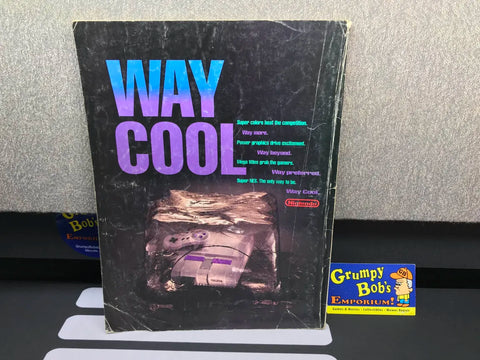 WAY
COOL
Super colors beat the competition.
Way more.
Power graphics drive excitement.
Way beyond.
Mega titles grab the gamers.
Way preferred.
Super NES. The only way to be.
Way Cool.
Nintendo
Grumpy
Bob's
EMPORIUM!
Grumpy
Bob's
EMPORIUM!